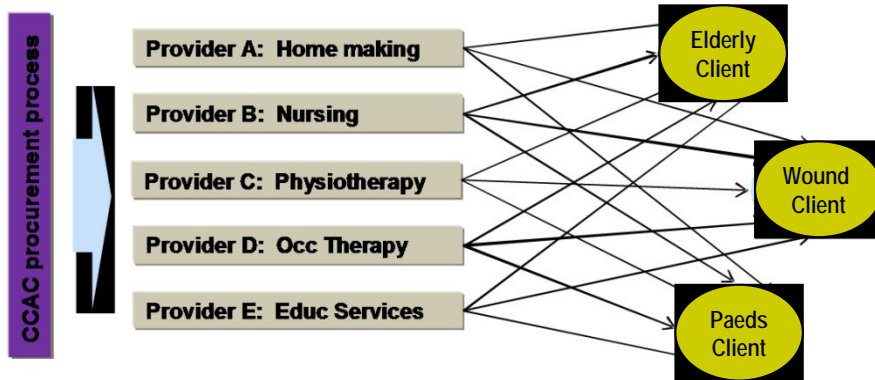 CCAC procurement process
Provider A: Home making
Provider B: Nursing
Provider C: Physiotherapy
Provider D: Occ Therapy
Provider E: Educ Services
Elderly
Client
Wound
Client
Paeds
Client